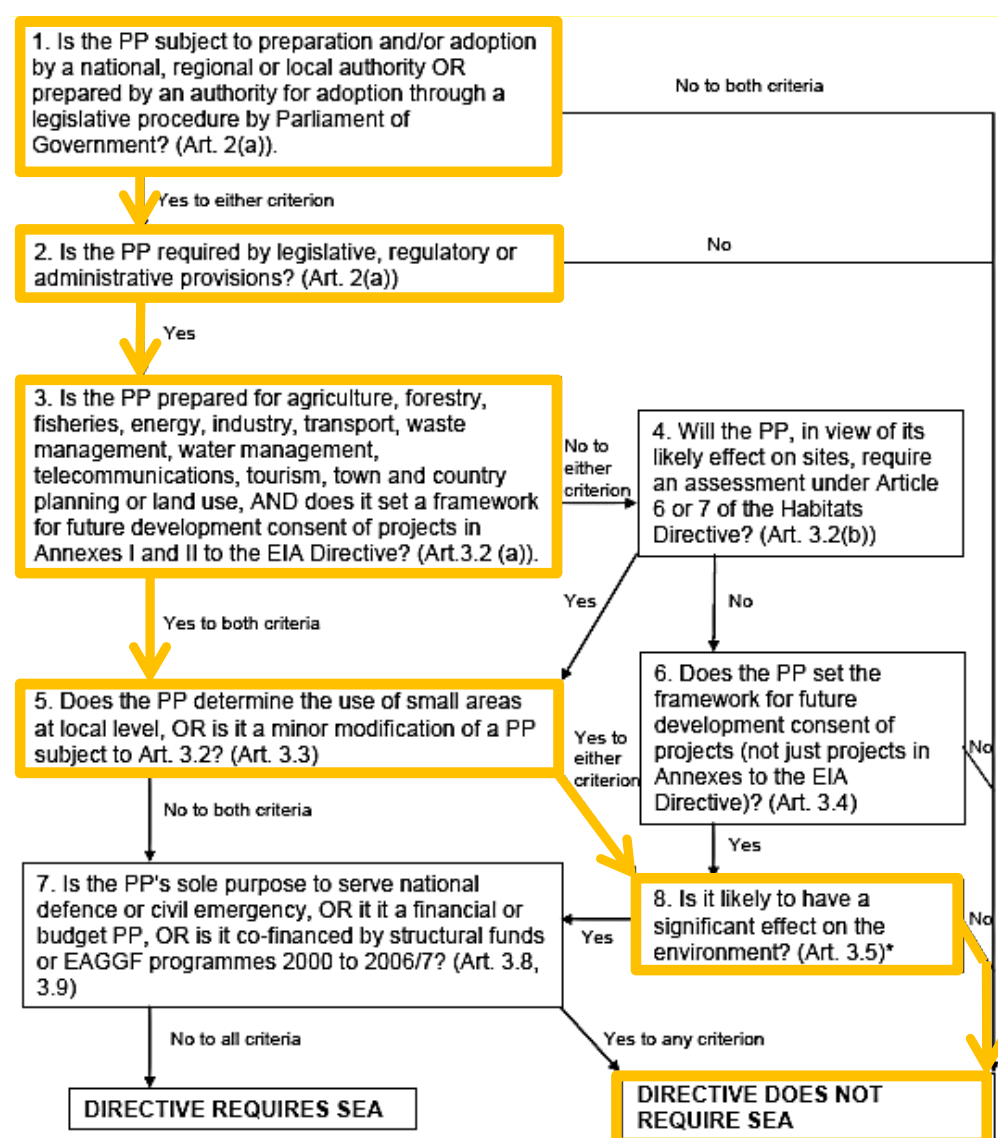 1. Is the PP subject to preparation and/or adoption
by a national, regional or local authority OR
prepared by an authority for adoption through a
legislative procedure by Parliament of
Government? (Art. 2(a)).
No to both criteria
Yes to either criterion
2. Is the PP required by legislative, regulatory or
administrative provisions? (Art. 2(a))
No
Yes
3. Is the PP prepared for agriculture, forestry,
fisheries, energy, industry, transport, waste
management, water management,
telecommunications, tourism, town and country
planning or land use, AND does it set a framework
for future development consent of projects in
Annexes I and II to the EIA Directive? (Art.3.2 (a)).
No to
either
criterion
4. Will the PP, in view of its
likely effect on sites, require
an assessment under Article
6 or 7 of the Habitats
Directive? (Art. 3.2(b))
Yes to both criteria
Yes
No
5. Does the PP determine the use of small areas
at local level, OR is it a minor modification of a PP
subject to Art. 3.2? (Art. 3.3)
Yes to
either
criterion
6. Does the PP set the
framework for future
development consent of
projects (not just projects in
Annexes to the EIA
Directive)? (Art. 3.4)
No
No to both criteria
Yes
7. Is the PP's sole purpose to serve national
defence or civil emergency, OR it it a financial or
budget PP, OR is it co-financed by structural funds
or EAGGF programmes 2000 to 2006/7? (Art. 3.8,
3.9)
Yes
8. Is it likely to have a
significant effect on the
environment? (Art. 3.5)*
No
No to all criteria
Yes to any criterion
DIRECTIVE REQUIRES SEA
DIRECTIVE DOES NOT
REQUIRE SEA